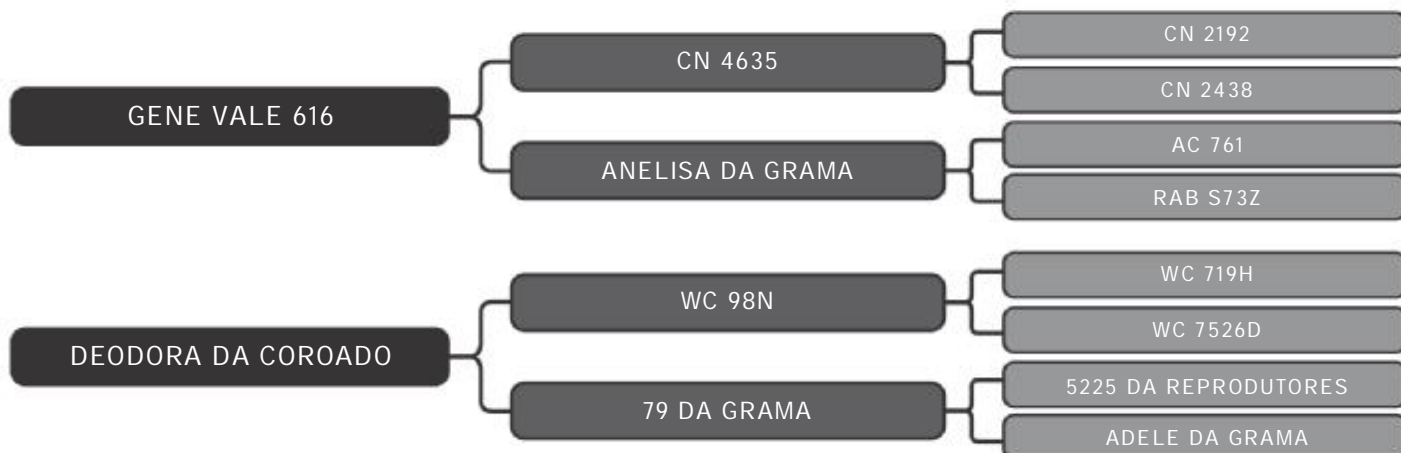 GENE VALE 616
CN 4635
CN 2192
CN 2438
ANELISA DA GRAMA
AC 761
RAB S73Z
DEODORA DA COROADO
WC 98N
WC 719H
WC 7526D
79 DA GRAMA
5225 DA REPRODUTORES
ADELE DA GRAMA